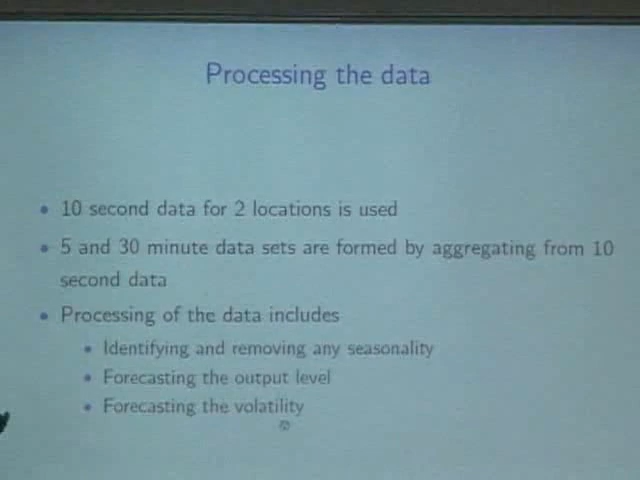 Processing the data
• 10 second data for 2 locations is used
• 5 and 30 minute data sets are formed by aggregating from 10
second data
• Processing of the data includes
• Identifying and removing any seasonality
• Forecasting the output level
• Forecasting the volatility